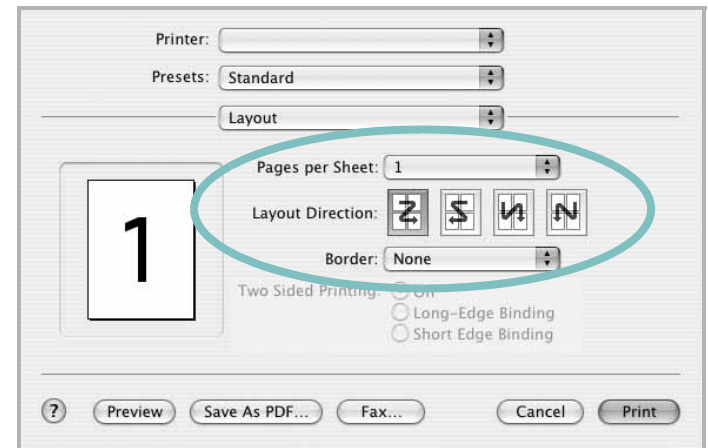 Printer:
Presets: Standard
Layout
Pages per Sheet: 1
Layout Direction:
1
Border: None
Two Sided Printing:
Long-Edge Binding
Short Edge Binding
? Preview Save As PDF... Fax... Cancel Print